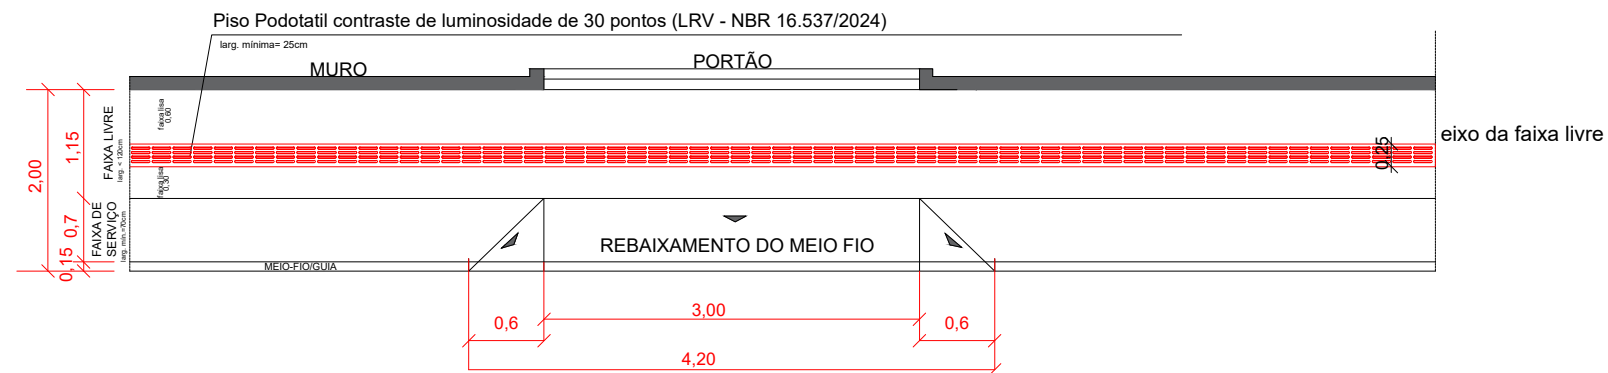 Piso Podotatil contraste de luminosidade de 30 pontos (LRV - NBR 16.537/2024)
larg. mínima= 25cm
MURO
PORTÃO
2,00
1,15
0,7
0,15
FAIXA LIVRE
larg. < 120cm
FAIXA DE
SERVIÇO
larg. mín.=70cm
faixa lisa
0.60
faixa lisa
0.30
0,25
eixo da faixa livre
REBAIXAMENTO DO MEIO FIO
MEIO-FIO/GUIA
0,6
3,00
0,6
4,20